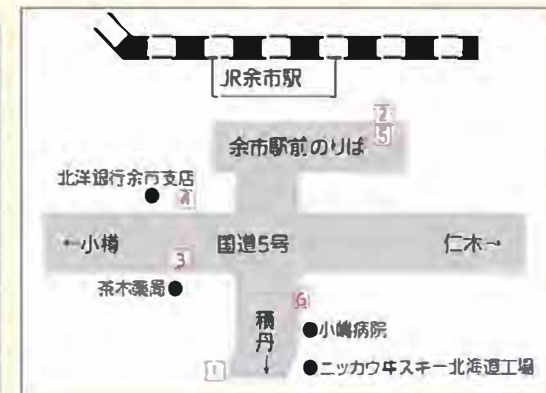 JR余市駅
2
余市駅前のりば
5
北洋銀行余市支店
←小樽
国道5号
仁木→
3
茶木薬局
6
積丹
↓
小嶋病院
1
ニッカウヰスキー北海道工場